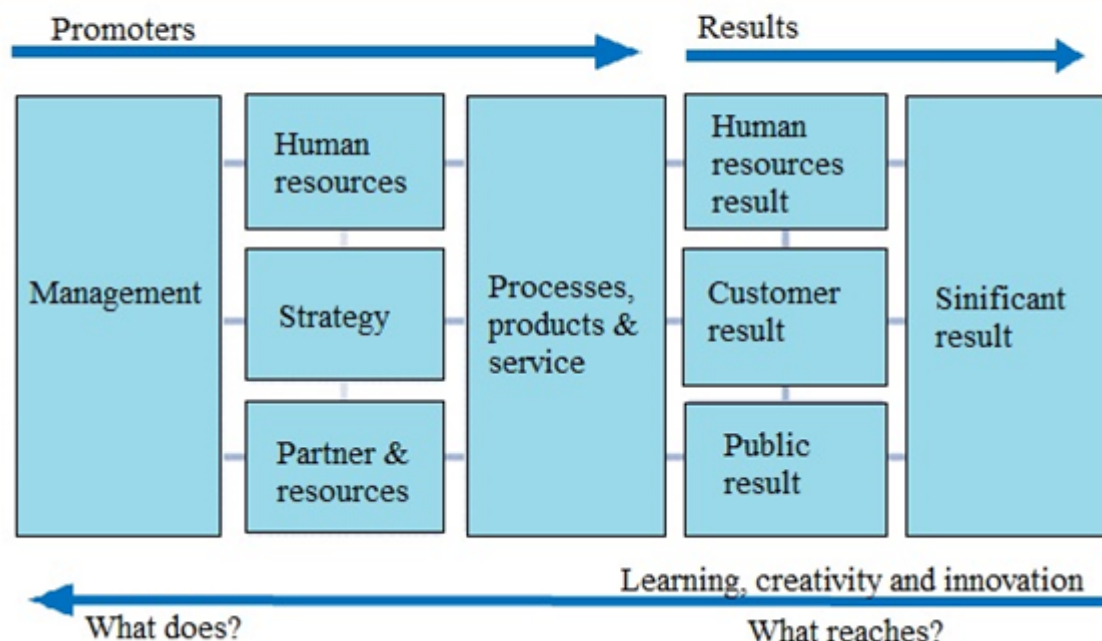 Promoters
Results
Management
Human
resources
Strategy
Partner &
resources
Processes,
products &
service
Human
resources
result
Customer
result
Public
result
Sinificant
result
Learning, creativity and innovation
What does?
What reaches?